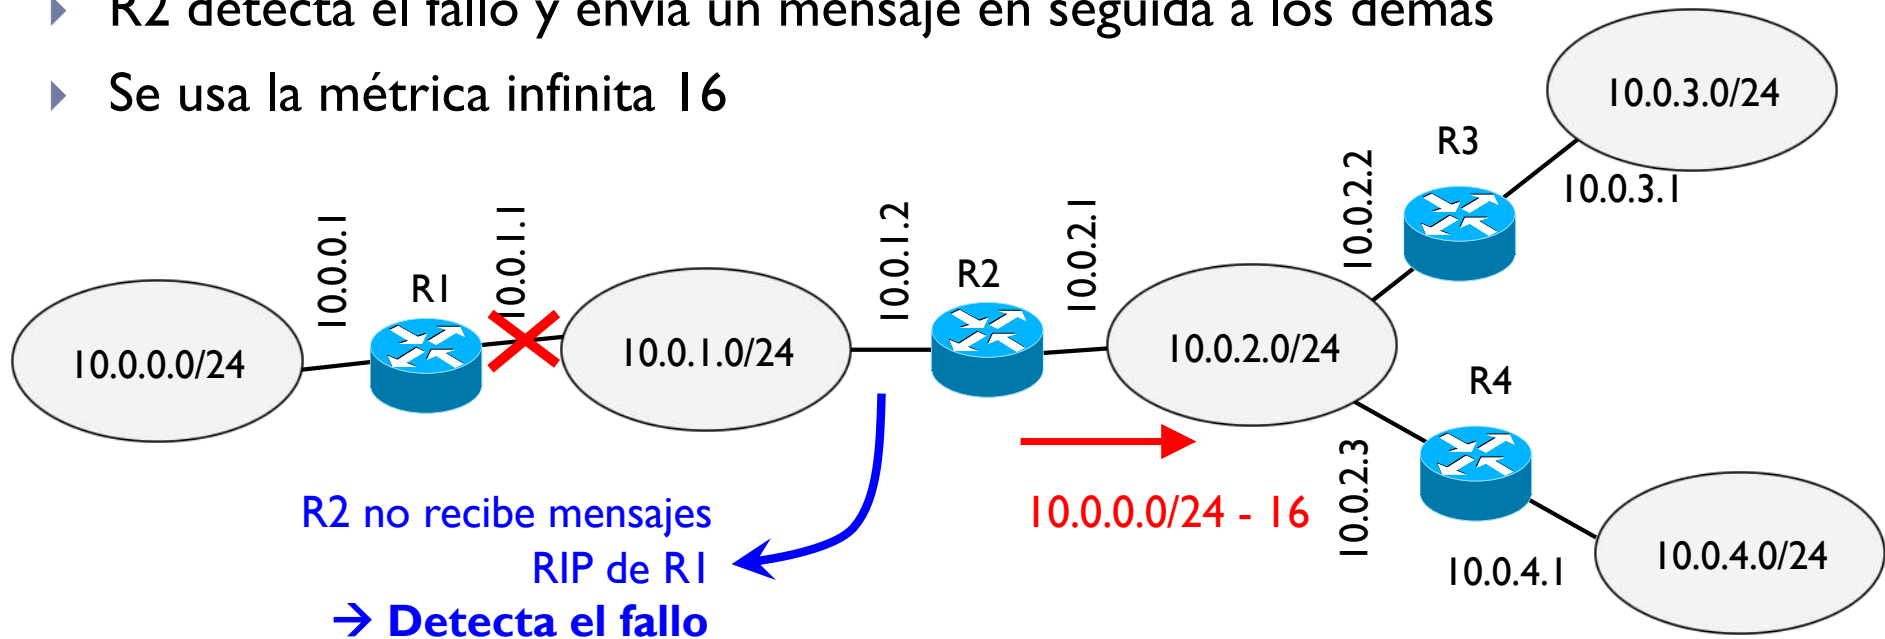 R2 detecta el fallo y envía un mensaje en seguida a los demás
Se usa la métrica infinita 16
10.0.3.0/24
R3
10.0.2.2
10.0.3.1
10.0.0.1
R1
10.0.1.1
10.0.1.2
R2
10.0.2.1
10.0.0.0/24
10.0.1.0/24
10.0.2.0/24
R4
10.0.2.3
R2 no recibe mensajes
RIP de R1
→ Detecta el fallo
10.0.0.0/24 - 16
10.0.4.1
10.0.4.0/24